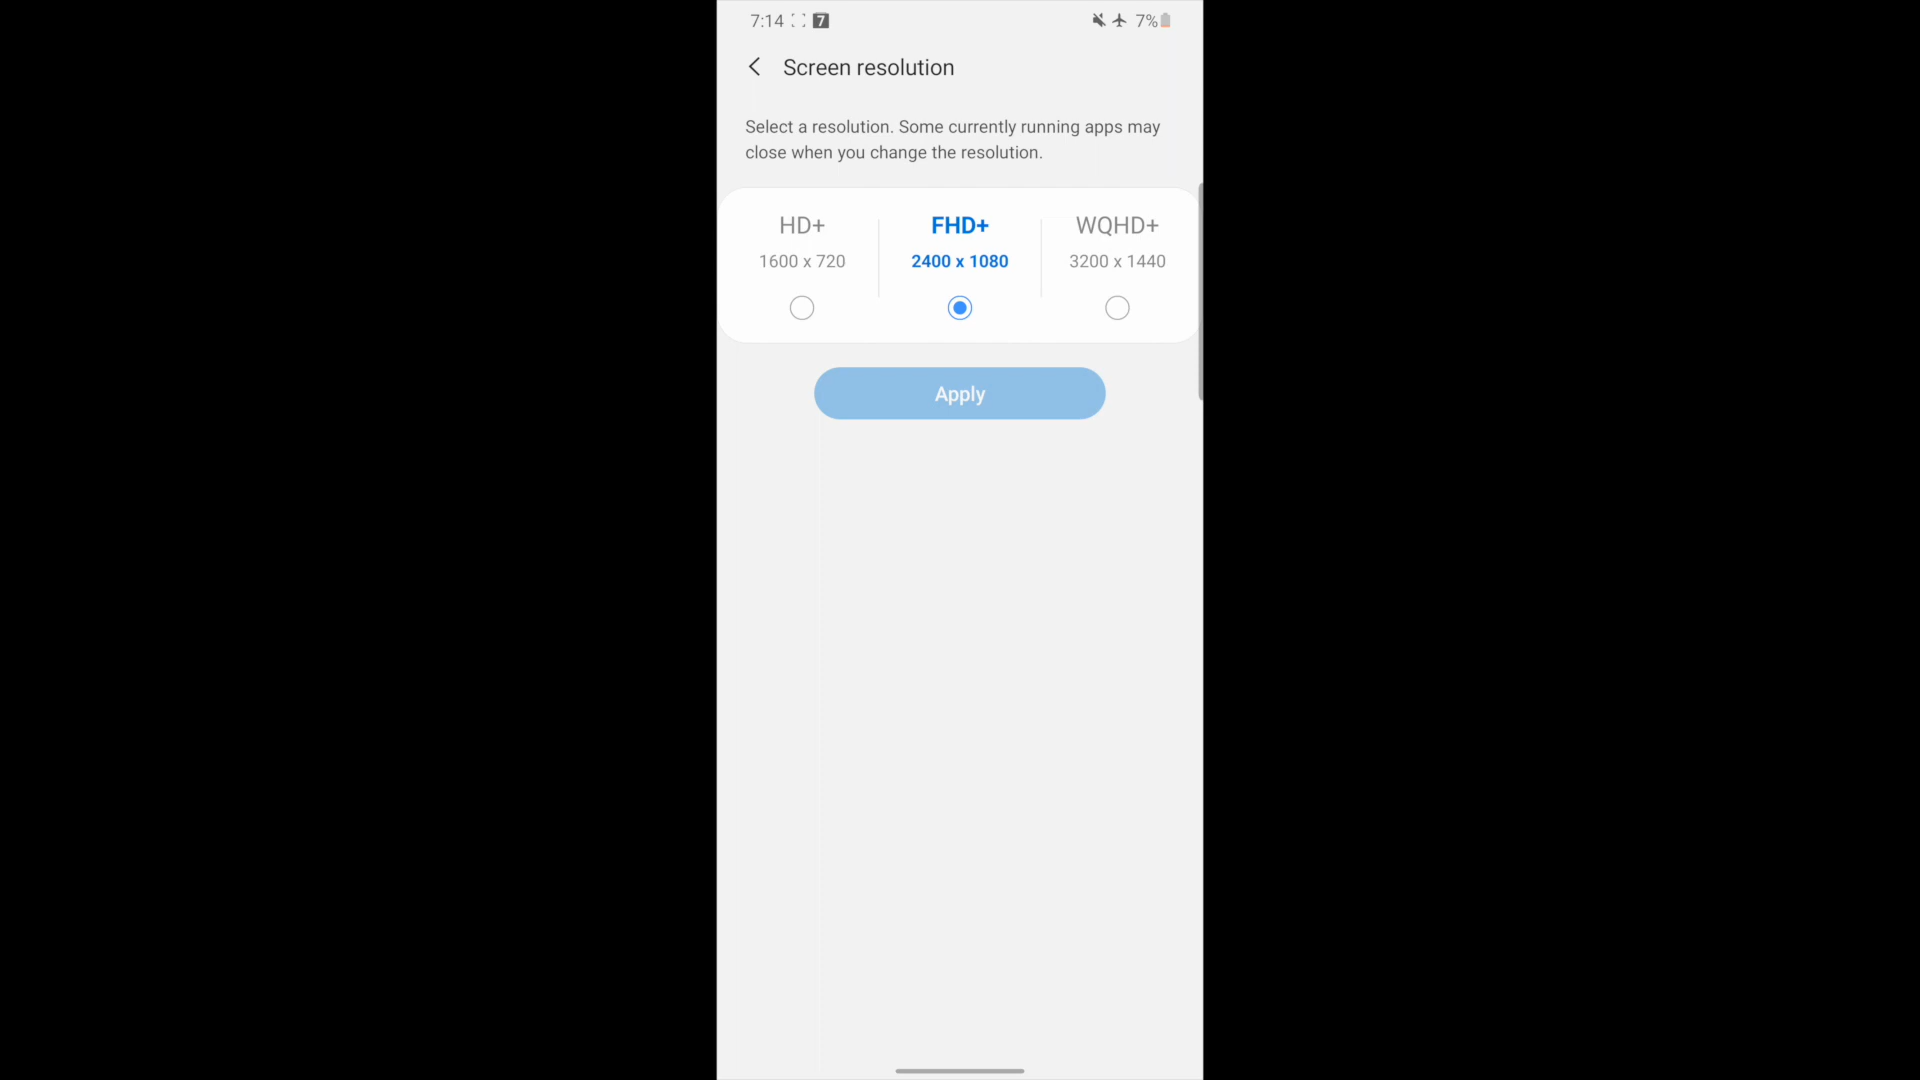 7:14 7 7%
Screen resolution
Select a resolution. Some currently running apps may
close when you change the resolution.
HD+ FHD+ WQHD+
1600 x 720 2400 x 1080 3200 x 1440
Apply